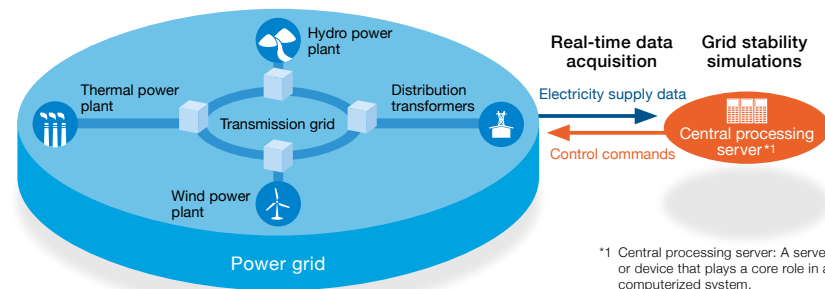 Hydro power
plant
Thermal power
plant
Distribution
transformers
Transmission grid
Wind power
plant
Power grid
Real-time data
acquisition
Grid stability
simulations
Electricity supply data
Control commands
Central processing
server*1
*1 Central processing server: A server
or device that plays a core role in a
computerized system.